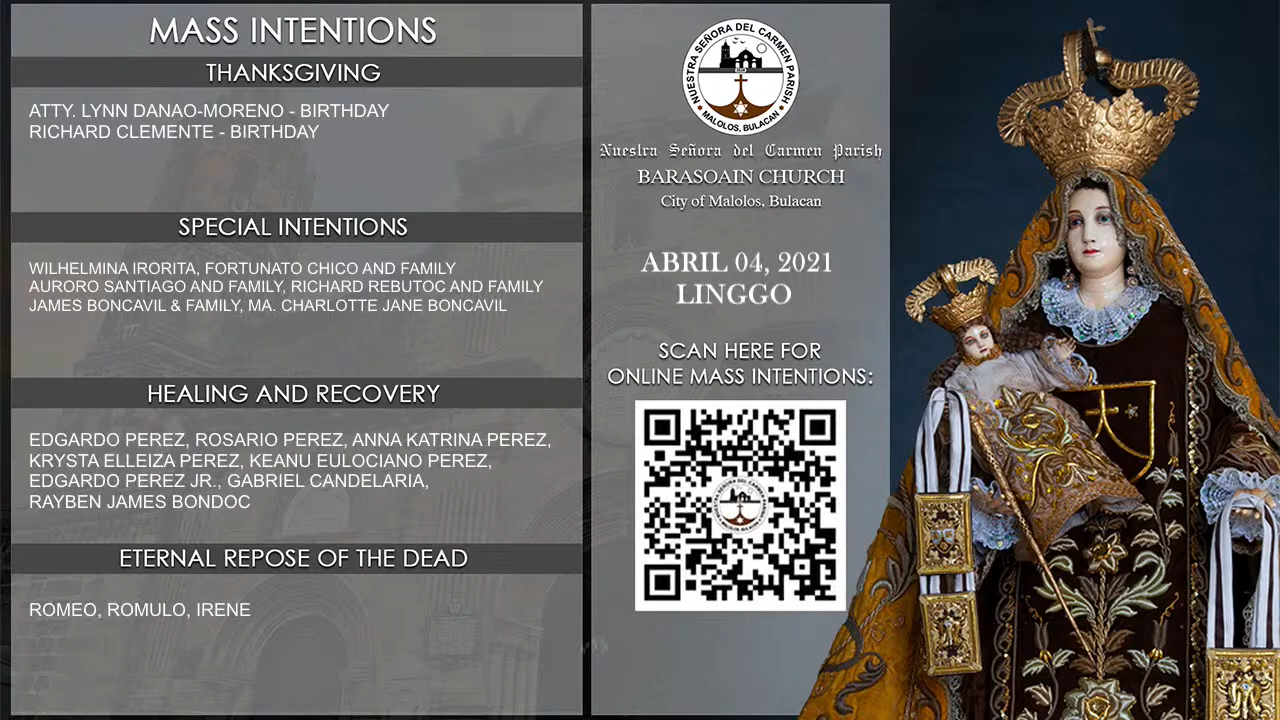 MASS INTENTIONS
THANKSGIVING
ATTY. LYNN DANAO-MORENO - BIRTHDAY
RICHARD CLEMENTE - BIRTHDAY
SPECIAL INTENTIONS
WILHELMINA IRORITA, FORTUNATO CHICO AND FAMILY
AURORO SANTIAGO AND FAMILY, RICHARD REBUTOC AND FAMILY
JAMES BONCAVIL & FAMILY, MA. CHARLOTTE JANE BONCAVIL
HEALING AND RECOVERY
EDGARDO PEREZ, ROSARIO PEREZ, ANNA KATRINA PEREZ,
KRYSTA ELLEIZA PEREZ, KEANU EULOCIANO PEREZ,
EDGARDO PEREZ JR., GABRIEL CANDELARIA,
RAYBEN JAMES BONDOC
ETERNAL REPOSE OF THE DEAD
ROMEO, ROMULO, IRENE
NUESTRA SEÑORA DEL CARMEN PARISH
MALOLOS, BULACAN
Nuestra Señora del Carmen Parish
BARASOAIN CHURCH
City of Malolos, Bulacan
ABRIL 04, 2021
LINGGO
SCAN HERE FOR
ONLINE MASS INTENTIONS: